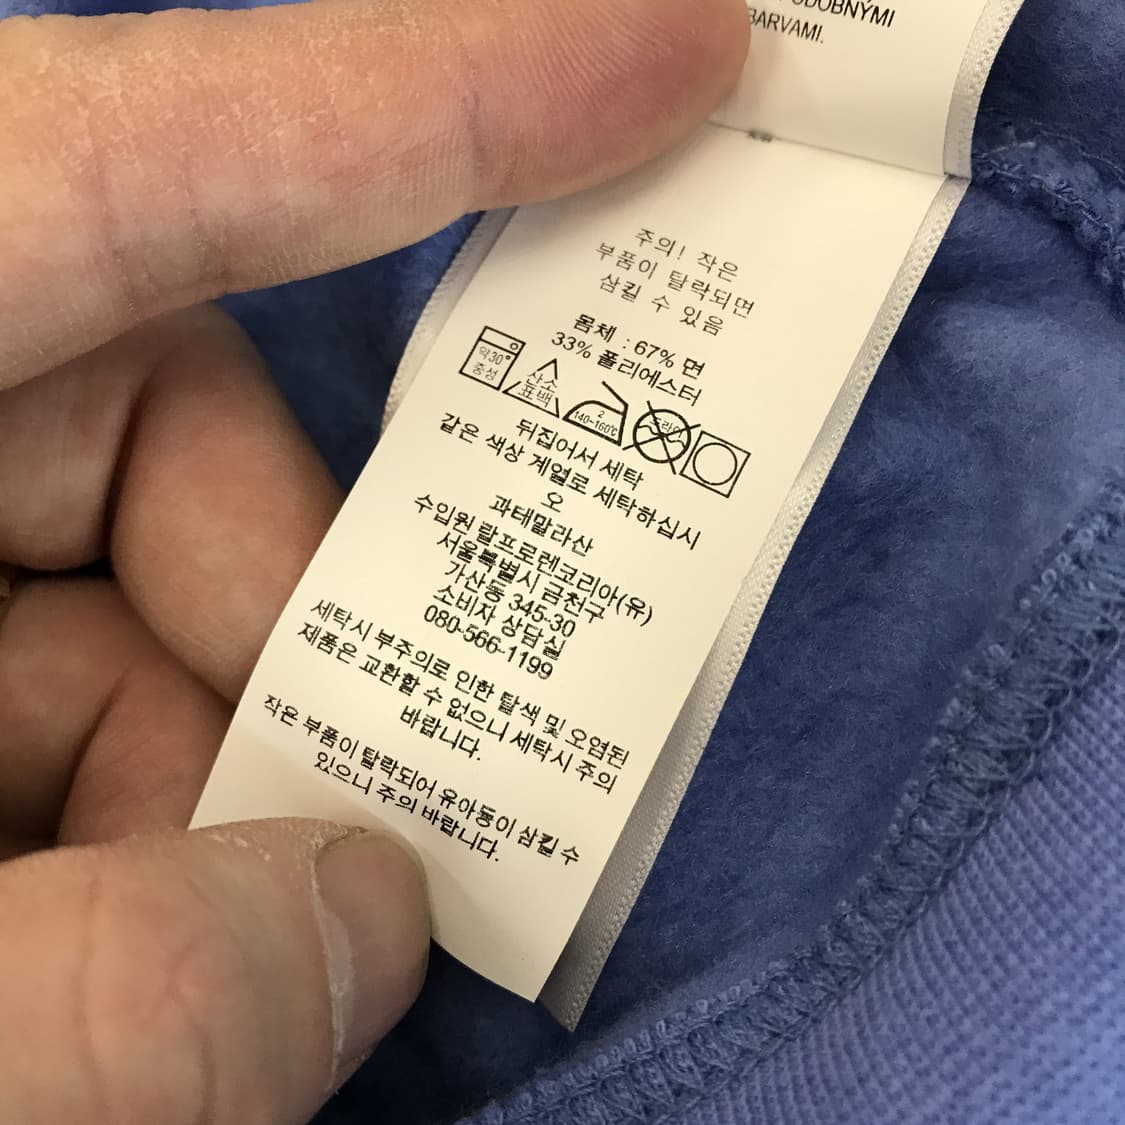 PODOBNÝMI
BARVAMI.
주의! 작은
부품이 탈락되면
삼킬 수 있음
몸체 : 67% 면
33% 폴리에스터
약30°
중성
산소
표백
2
140~160℃
드라이
뒤집어서 세탁
같은 색상 계열로 세탁하십시
오
과테말라산
수입원 랄프로렌코리아(유)
서울특별시 금천구
가산동 345-30
소비자 상담실
080-566-1199
세탁시 부주의로 인한 탈색 및 오염된
제품은 교환할 수 없으니 세탁시 주의
바랍니다.
작은 부품이 탈락되어 유아동이 삼킬 수
있으니 주의 바랍니다.